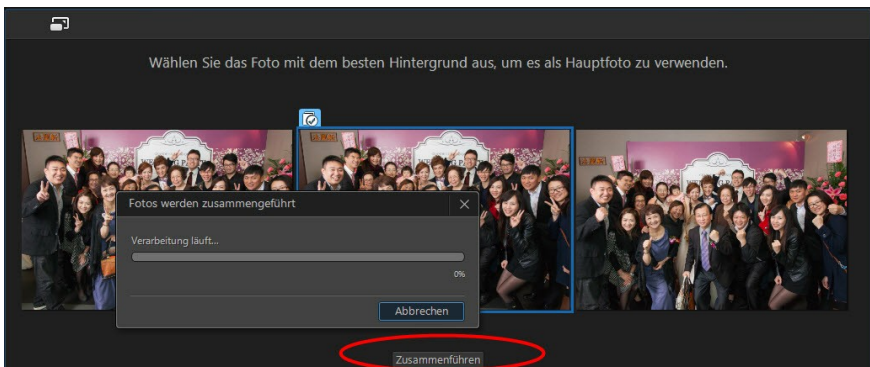 Wählen Sie das Foto mit dem besten Hintergrund aus, um es als Hauptfoto zu verwenden.
Fotos werden zusammengeführt
Verarbeitung läuft...
0%
Abbrechen
Zusammenführen